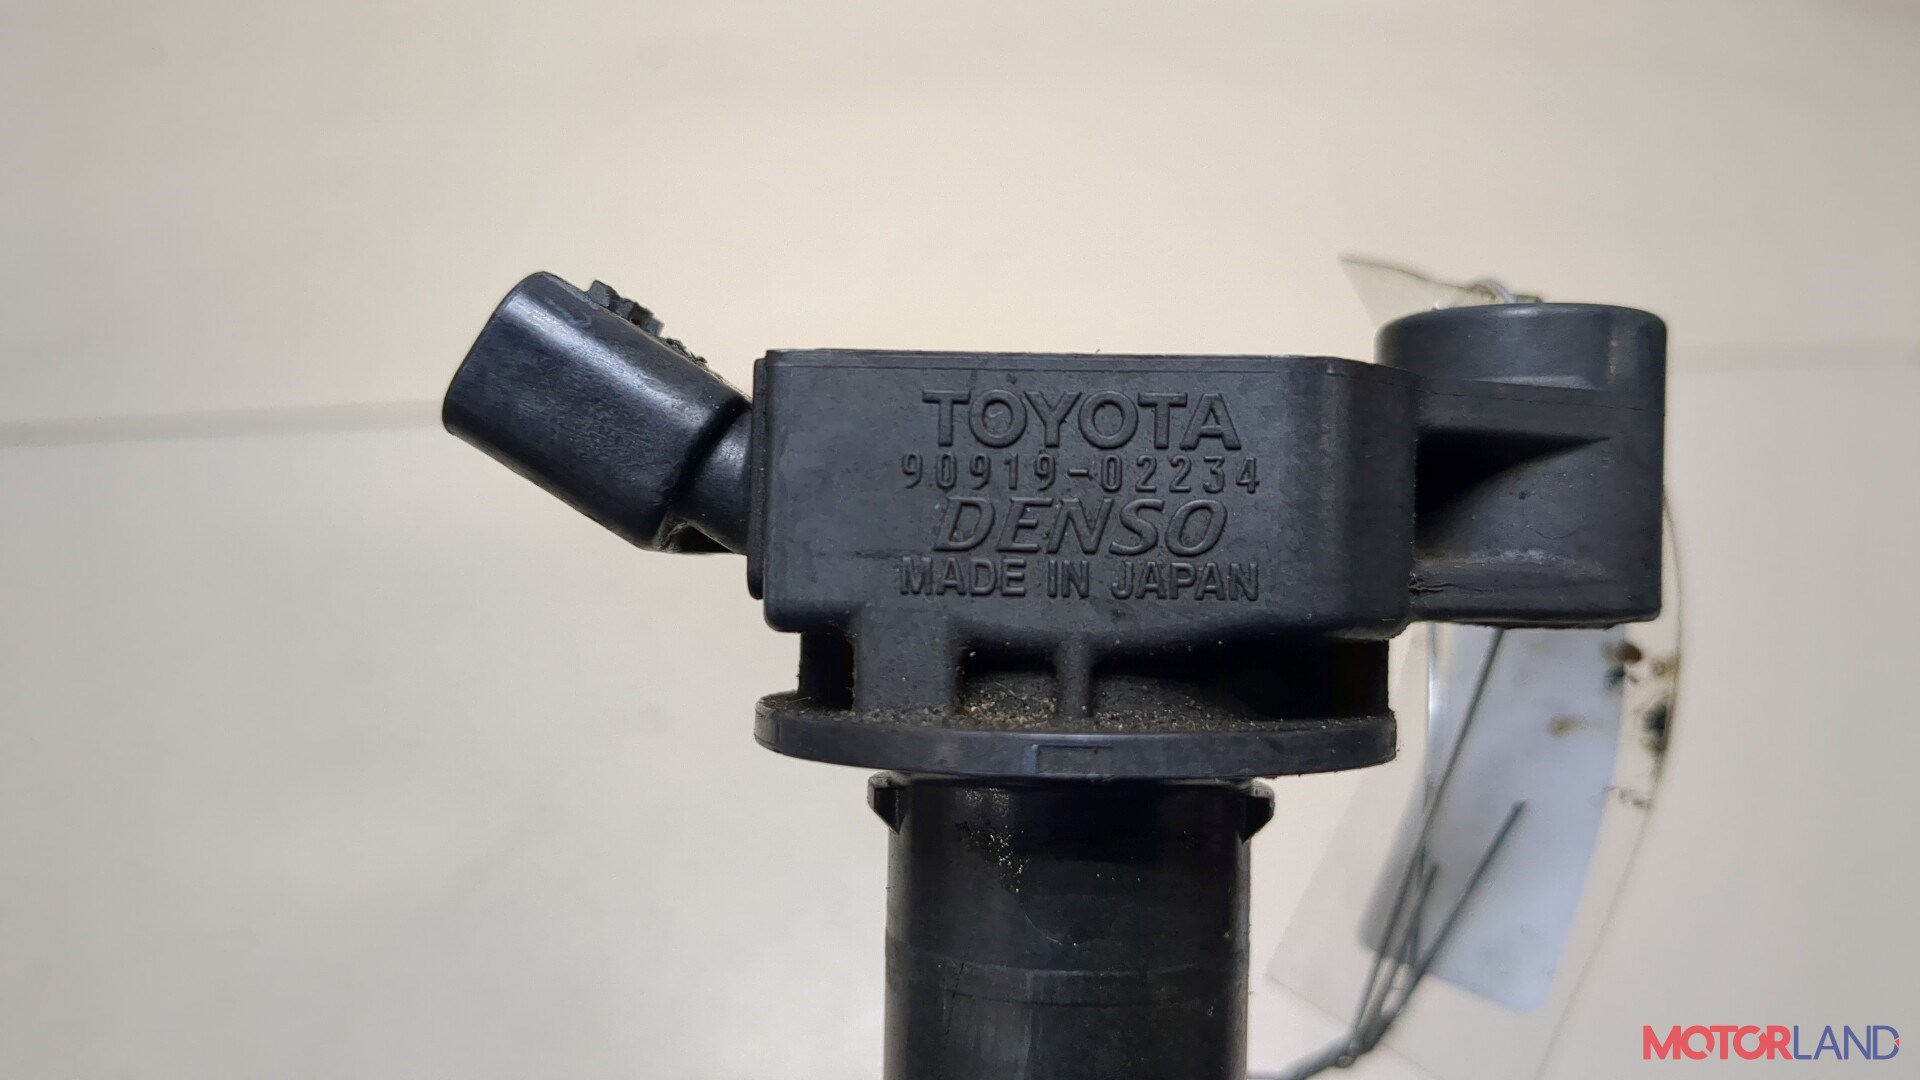 TOYOTA
90919-02234
DENSO
MADE IN JAPAN
MOTORLAND